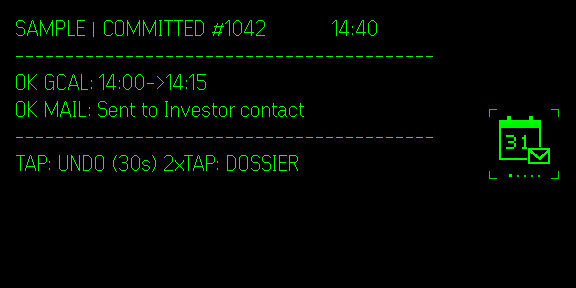 SAMPLE | COMMITTED #1042 14:40
----------------------------------------
OK GCAL: 14:00->14:15
OK MAIL: Sent to Investor contact
----------------------------------------
TAP: UNDO (30s) 2xTAP: DOSSIER
31